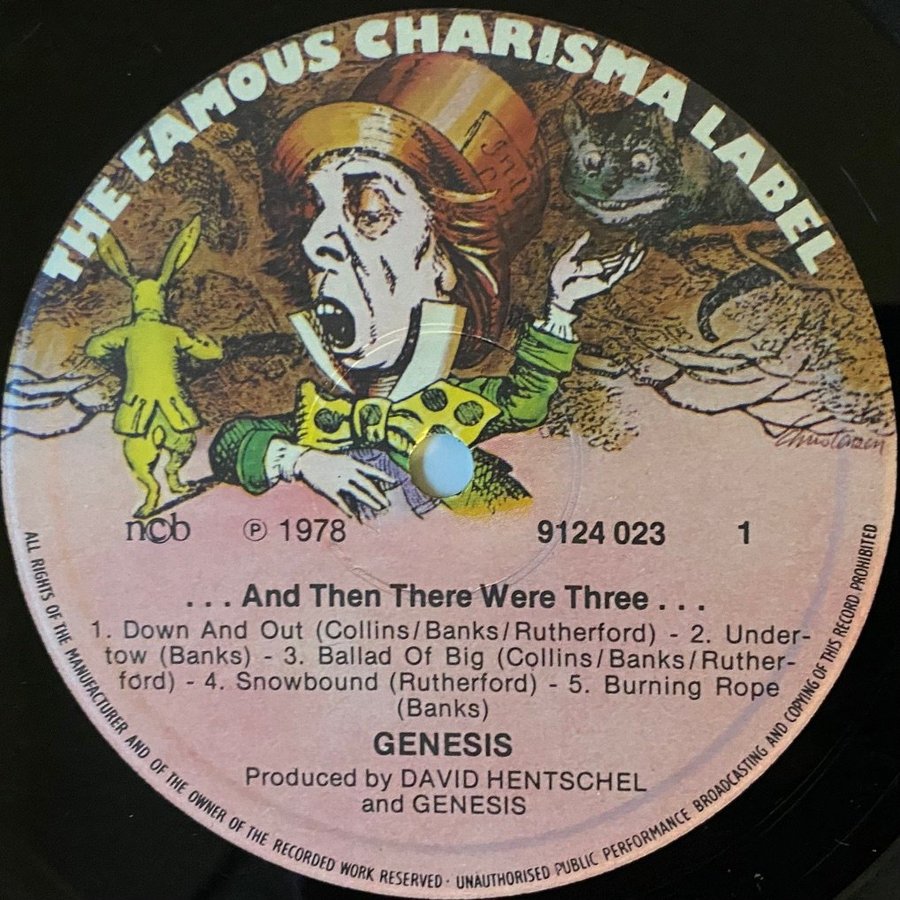 THE FAMOUS CHARISMA LABEL
Christensen
ncb ℗ 1978 9124 023 1
...And Then There Were Three...
1. Down And Out (Collins/Banks/Rutherford) - 2. Under-
tow (Banks) - 3. Ballad Of Big (Collins/Banks/Ruther-
ford) - 4. Snowbound (Rutherford) - 5. Burning Rope
(Banks)
GENESIS
Produced by DAVID HENTSCHEL
and GENESIS
ALL RIGHTS OF THE MANUFACTURER AND OF THE OWNER OF THE RECORDED WORK RESERVED · UNAUTHORISED PUBLIC PERFORMANCE BROADCASTING AND COPYING OF THIS RECORD PROHIBITED